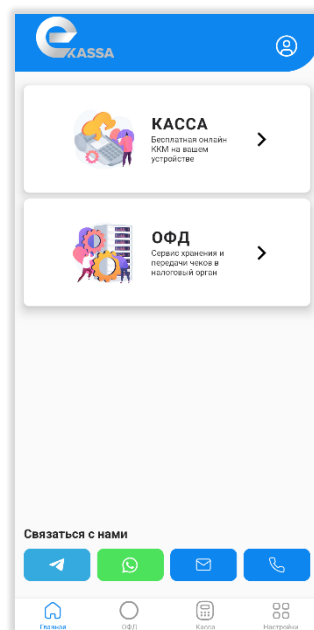 eKASSA
КАССА
Бесплатная онлайн
ККМ на вашем
устройстве
ОФД
Сервис хранения и
передачи чеков в
налоговый орган
Связаться с нами
Главная
ОФД
Касса
Настройки